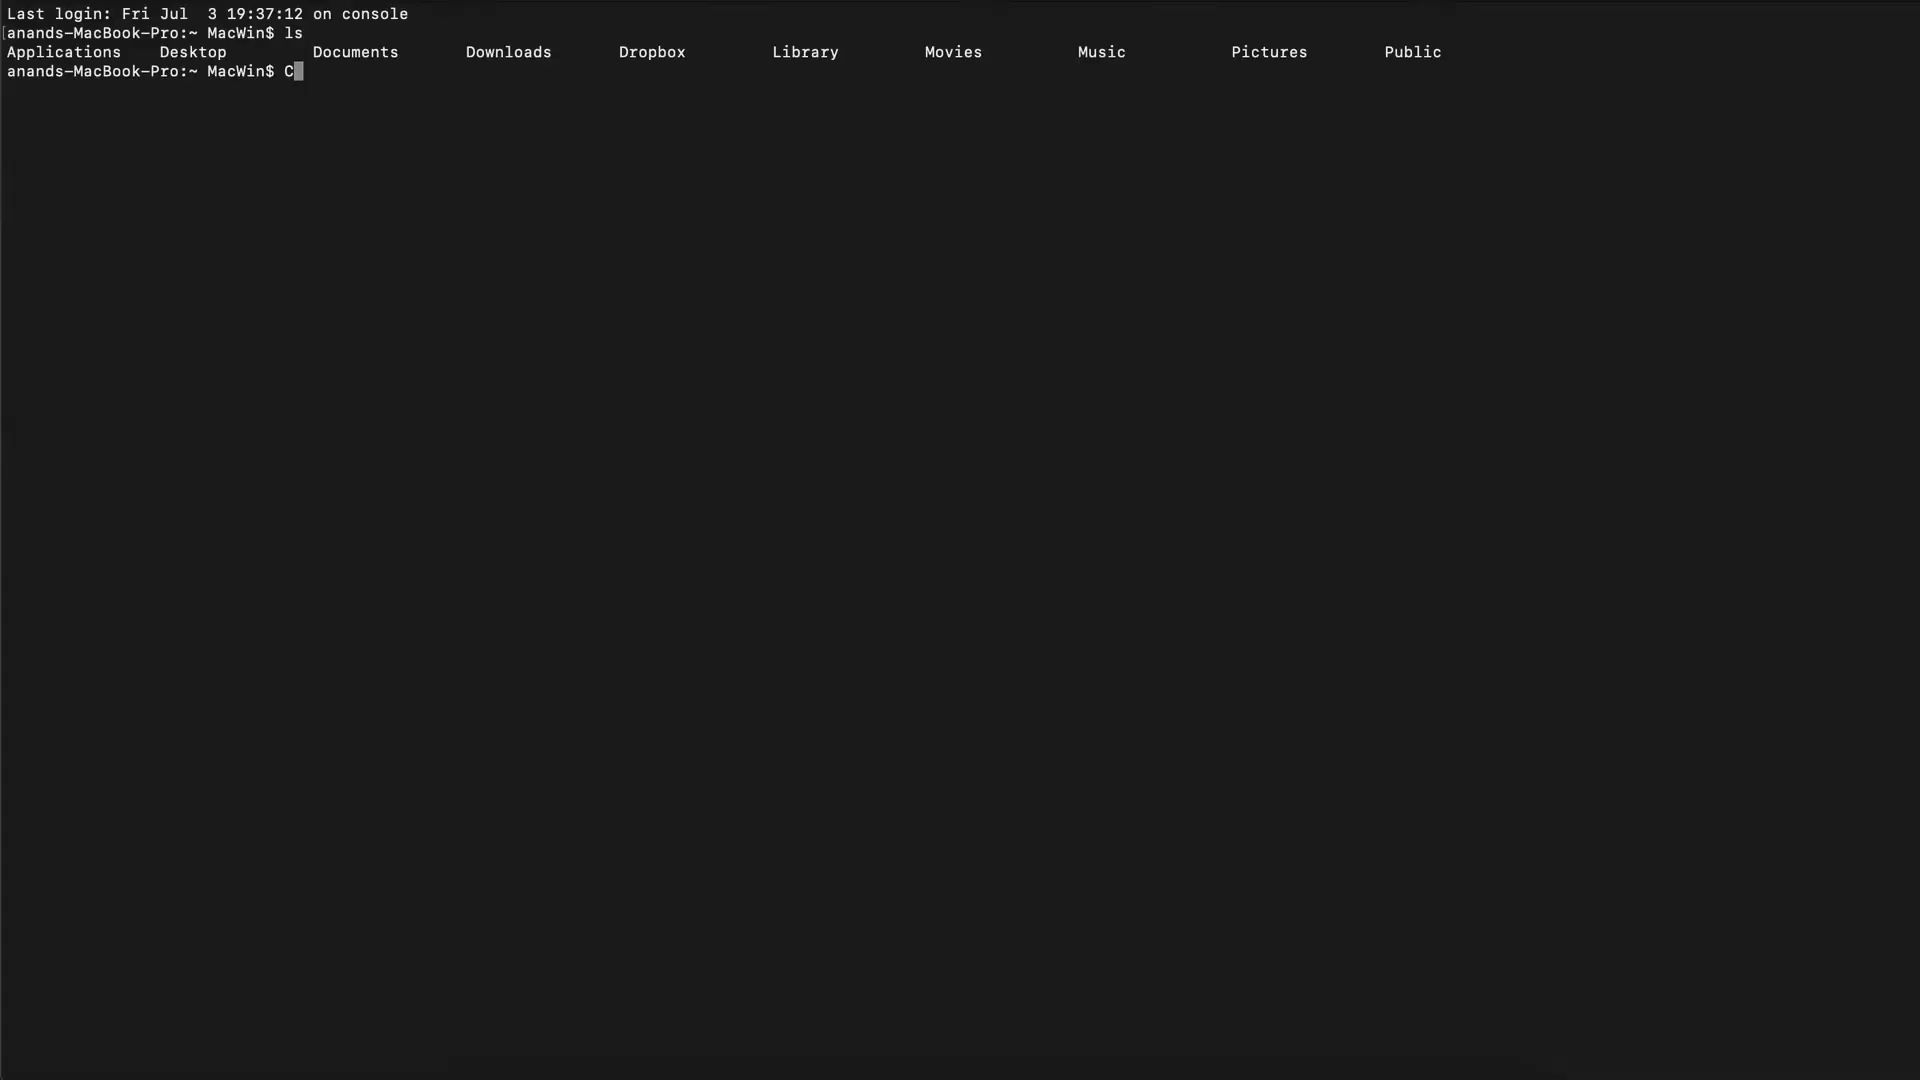 Last login: Fri Jul  3 19:37:12 on console
[anands-MacBook-Pro:~ MacWin$ ls
Applications    Desktop         Documents       Downloads       Dropbox         Library         Movies          Music           Pictures        Public
anands-MacBook-Pro:~ MacWin$ C